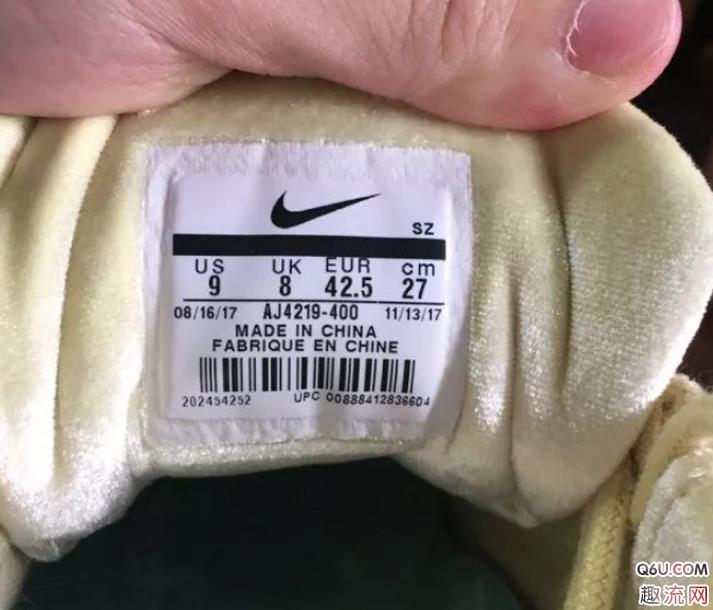 SZ
US UK EUR cm
9 8 42.5 27
08/16/17 AJ4219-400 11/13/17
MADE IN CHINA
FABRIQUE EN CHINE
202454252 UPC 00888412836604
Q6U.COM
趣流网